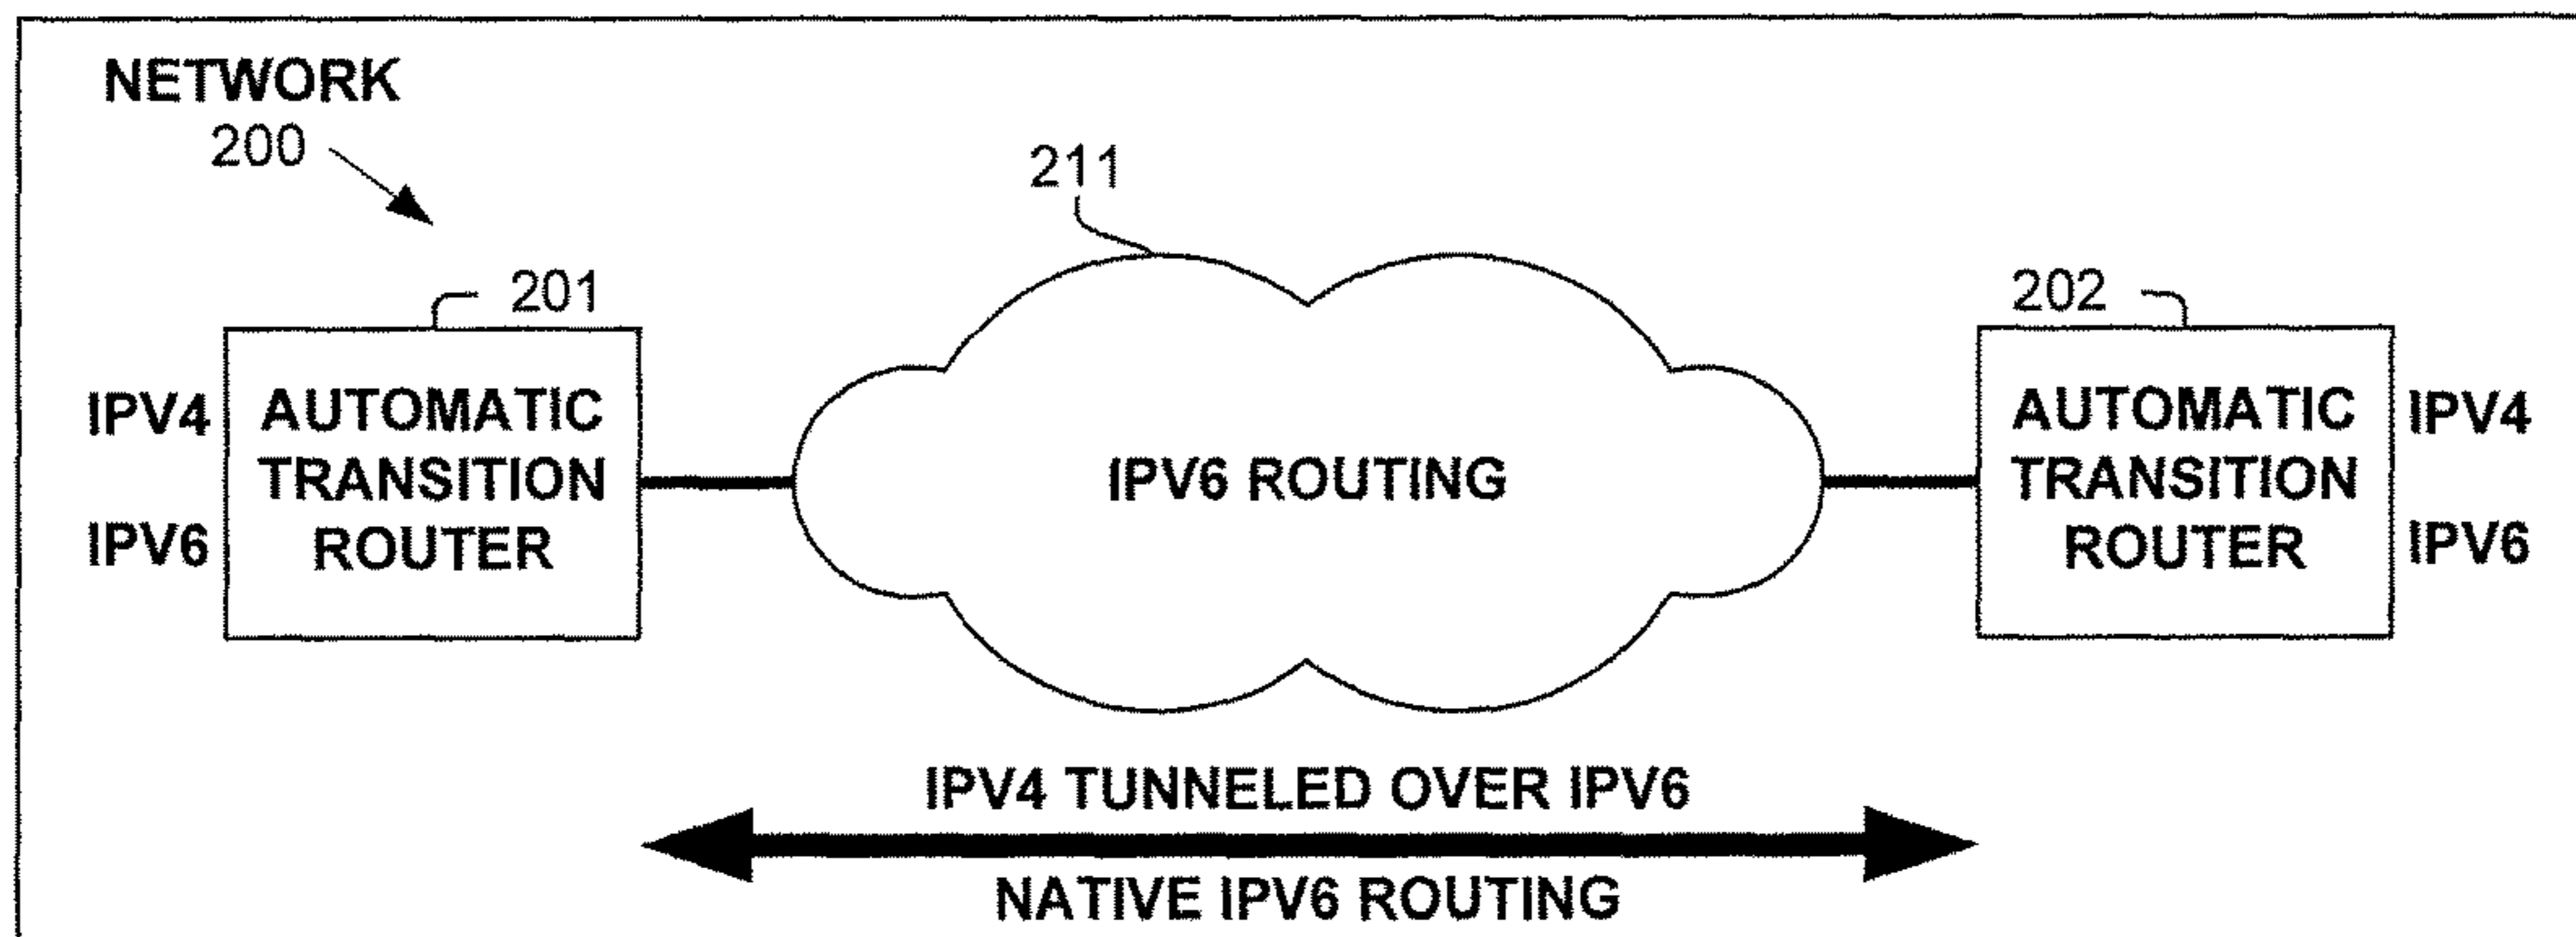 NETWORK
200
211
201
202
IPV4
IPV6
AUTOMATIC
TRANSITION
ROUTER
IPV6 ROUTING
AUTOMATIC
TRANSITION
ROUTER
IPV4
IPV6
IPV4 TUNNELED OVER IPV6
NATIVE IPV6 ROUTING